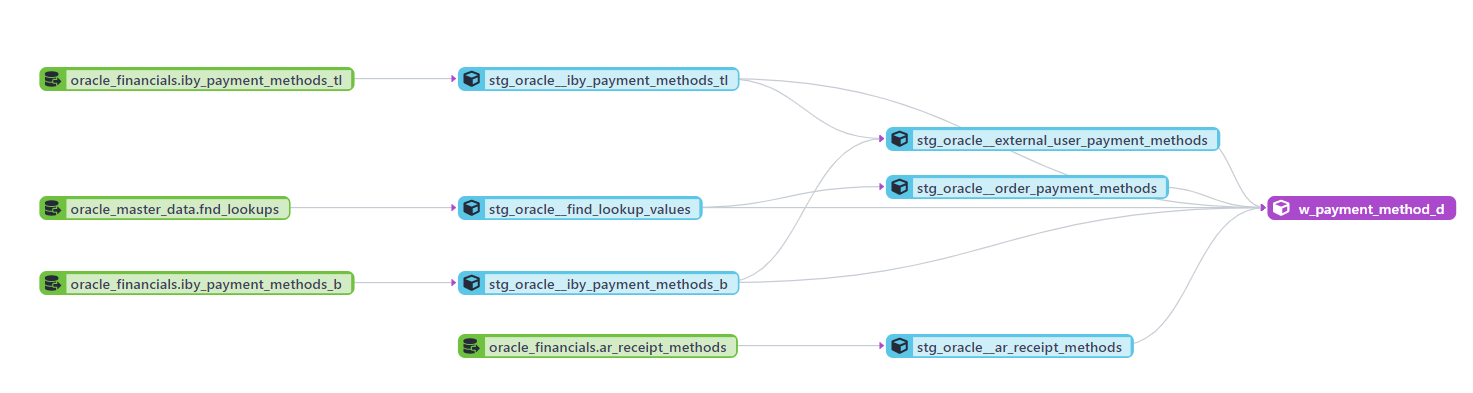 oracle_financials.iby_payment_methods_tl
stg_oracle__iby_payment_methods_tl
stg_oracle__external_user_payment_methods
stg_oracle__order_payment_methods
oracle_master_data.fnd_lookups
stg_oracle__find_lookup_values
w_payment_method_d
oracle_financials.iby_payment_methods_b
stg_oracle__iby_payment_methods_b
oracle_financials.ar_receipt_methods
stg_oracle__ar_receipt_methods